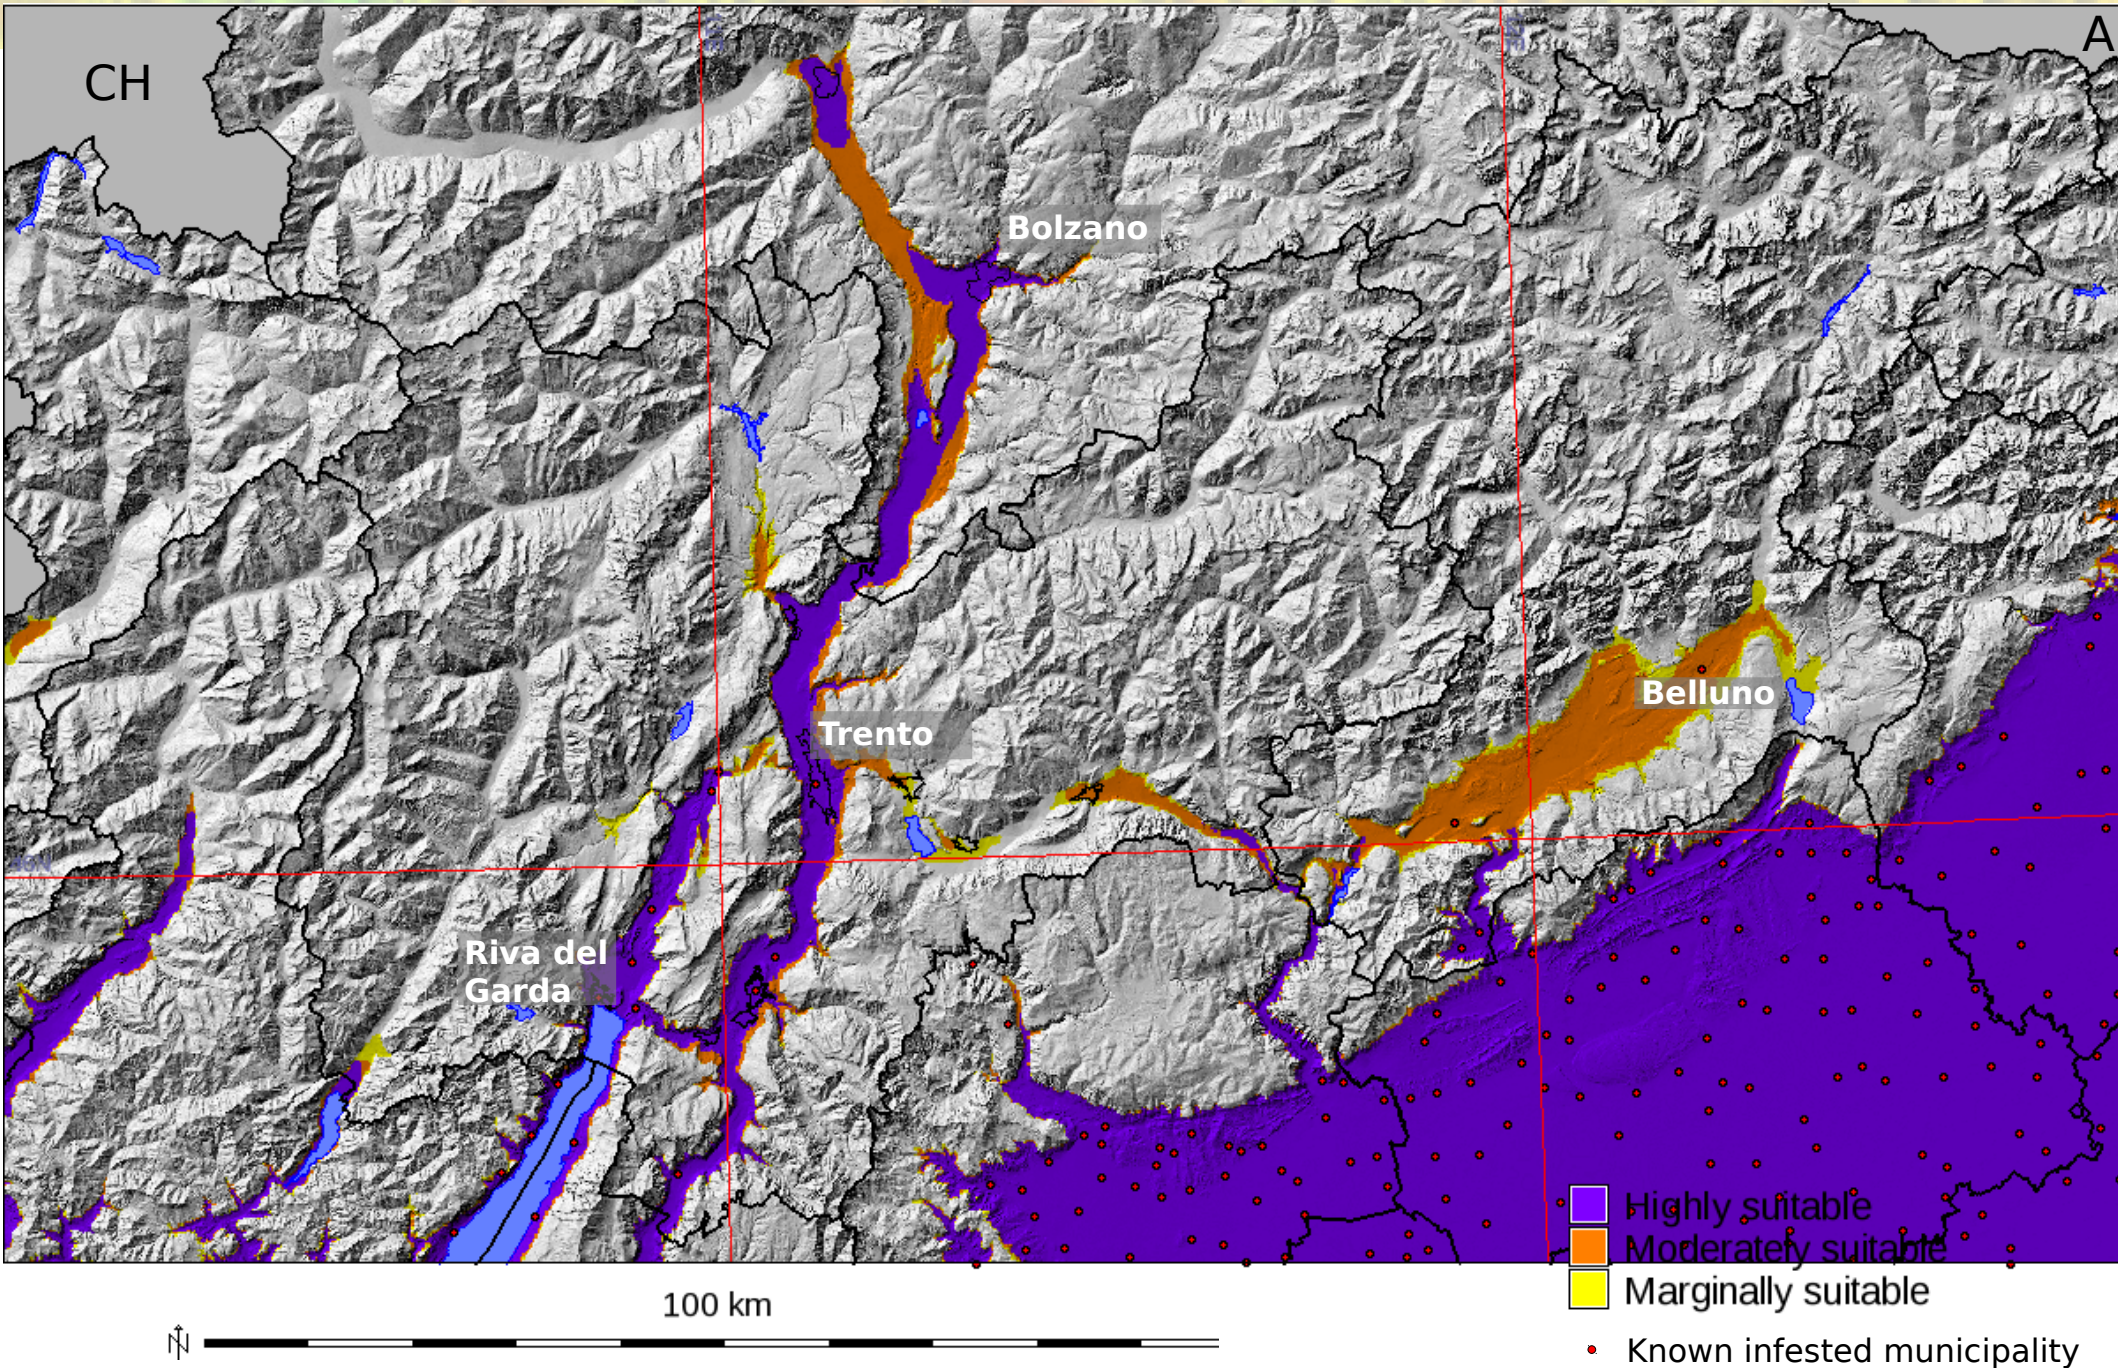 CH
A
Bolzano
Belluno
Trento
Riva del
Garda
Highly suitable
Moderately suitable
Marginally suitable
100 km
N
Known infested municipality